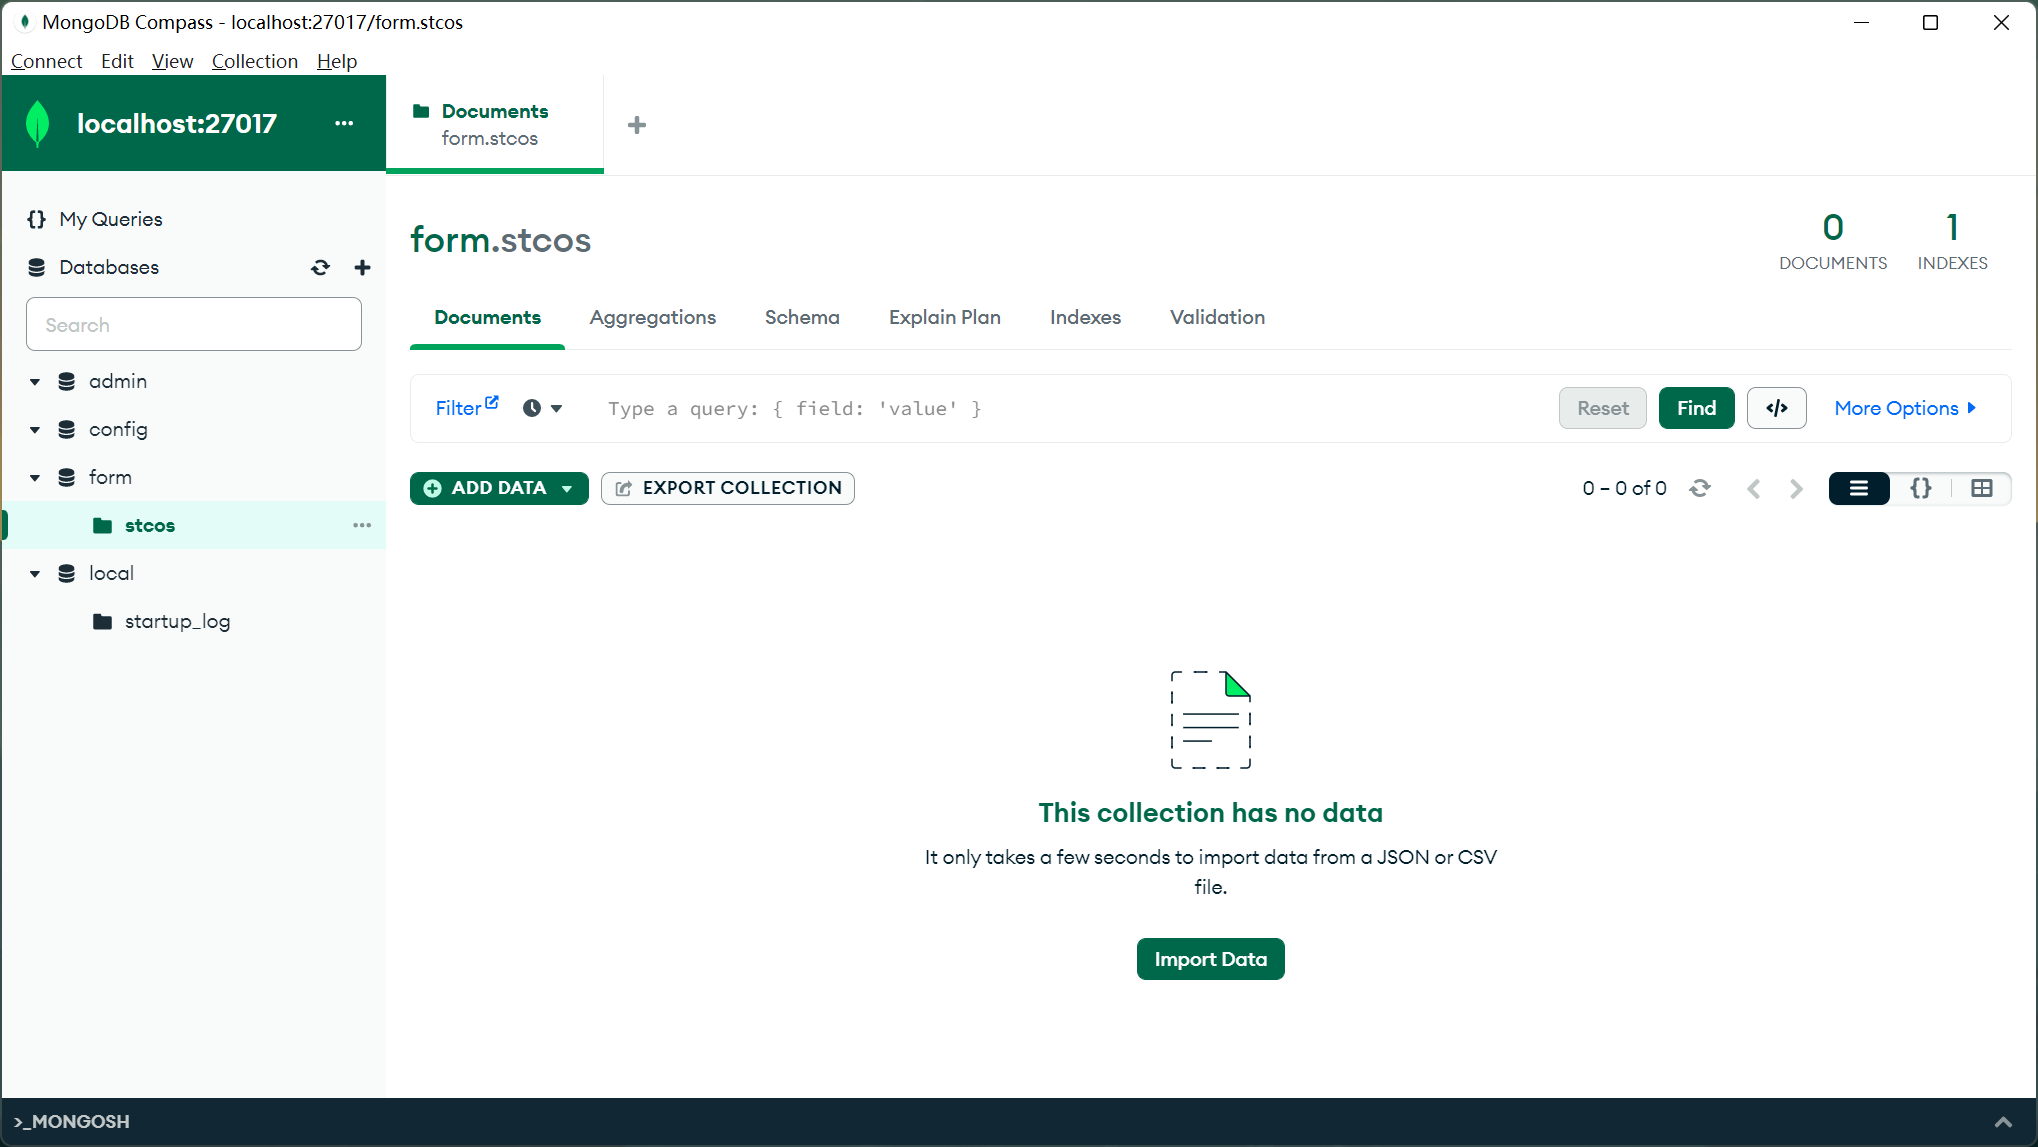 MongoDB Compass - localhost:27017/form.stcos
Connect Edit View Collection Help
localhost:27017 ...
Documents
form.stcos
My Queries
Databases
Search
admin
config
form
stcos
local
startup_log
form.stcos
0
DOCUMENTS
1
INDEXES
Documents Aggregations Schema Explain Plan Indexes Validation
Filter Type a query: { field: 'value' } Reset Find </> More Options
ADD DATA EXPORT COLLECTION 0 – 0 of 0 {}
This collection has no data
It only takes a few seconds to import data from a JSON or CSV
file.
Import Data
>_MONGOSH